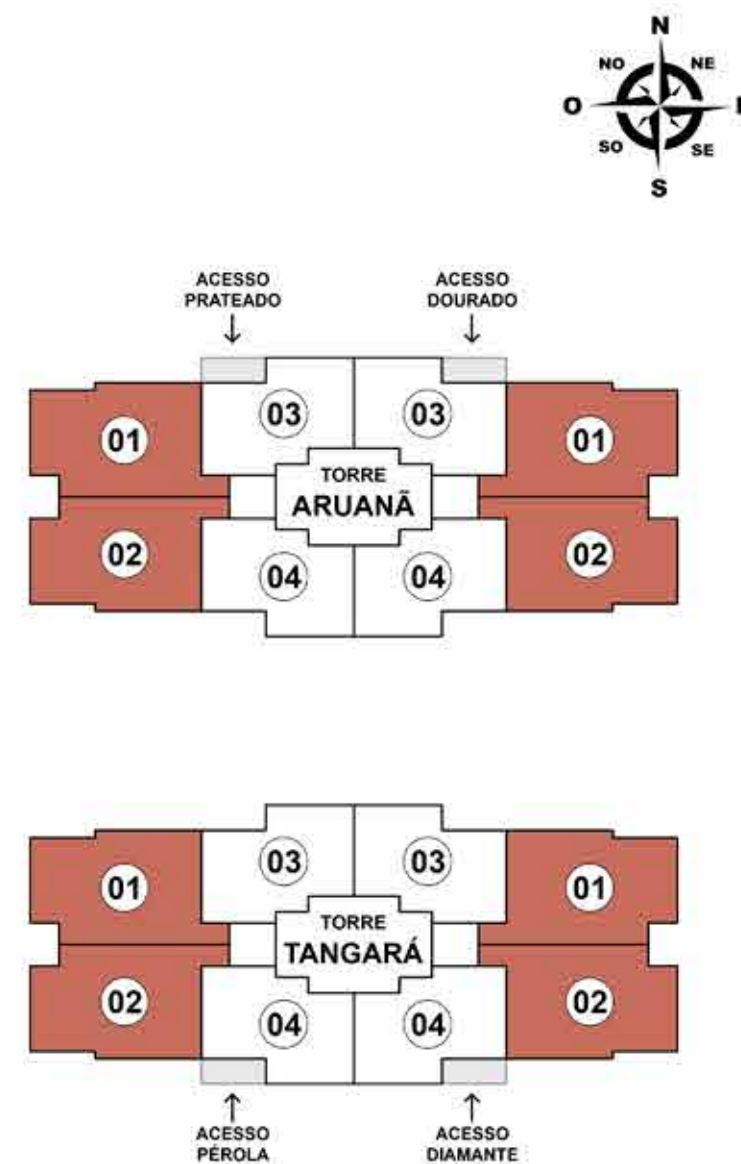 N
NO NE
O
SO SE
S
ACESSO
PRATEADO
ACESSO
DOURADO
01
03
03
01
TORRE
ARUANÃ
02
04
04
02
01
03
03
01
TORRE
TANGARÁ
02
04
04
02
ACESSO
PÉROLA
ACESSO
DIAMANTE